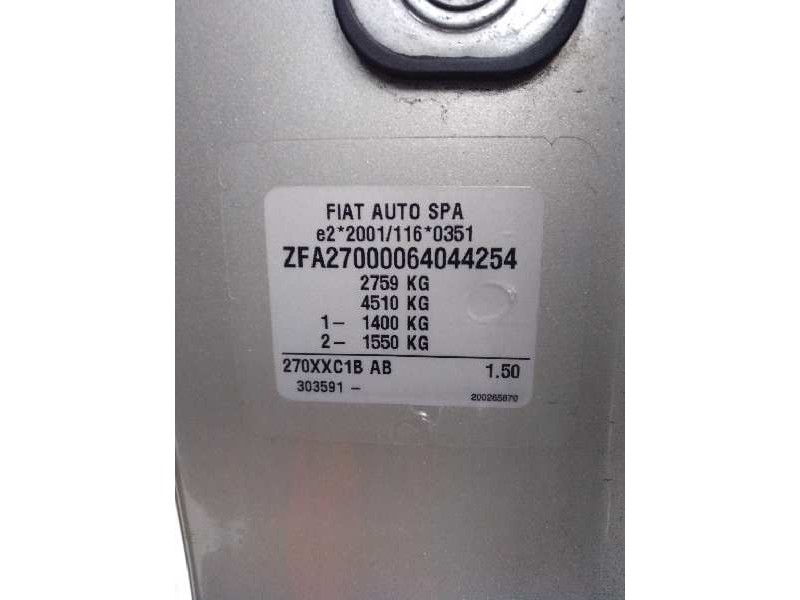 FIAT AUTO SPA
e2*2001/116*0351
ZFA27000064044254
2759 KG
4510 KG
1- 1400 KG
2- 1550 KG
270XXC1B AB 1.50
303591 - 200265870